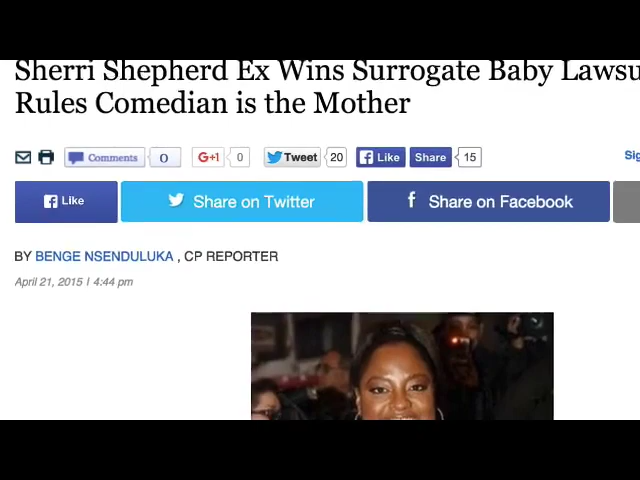 Sherri Shepherd Ex Wins Surrogate Baby
Rules Comedian is the Mother
Comments 0 G+1 0 Tweet 20 Like Share 15
Like Share on Twitter f Share on Facebook
BY BENGE NSENDULUKA , CP REPORTER
April 21, 2015 | 4:44 pm